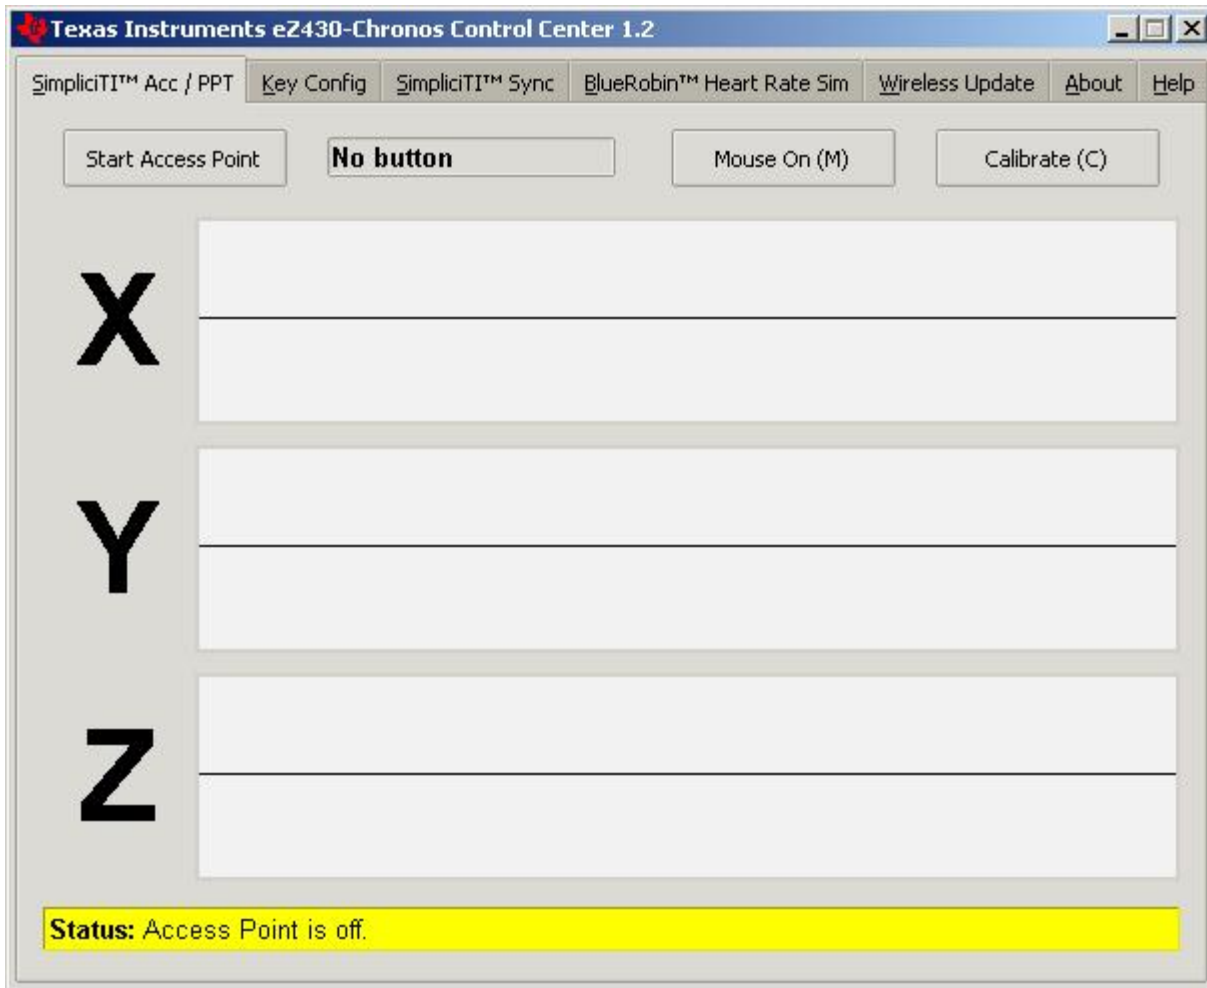 Texas Instruments eZ430-Chronos Control Center 1.2
SimpliciTI™ Acc / PPT Key Config SimpliciTI™ Sync BlueRobin™ Heart Rate Sim Wireless Update About Help
Start Access Point No button Mouse On (M) Calibrate (C)
X
Y
Z
Status: Access Point is off.